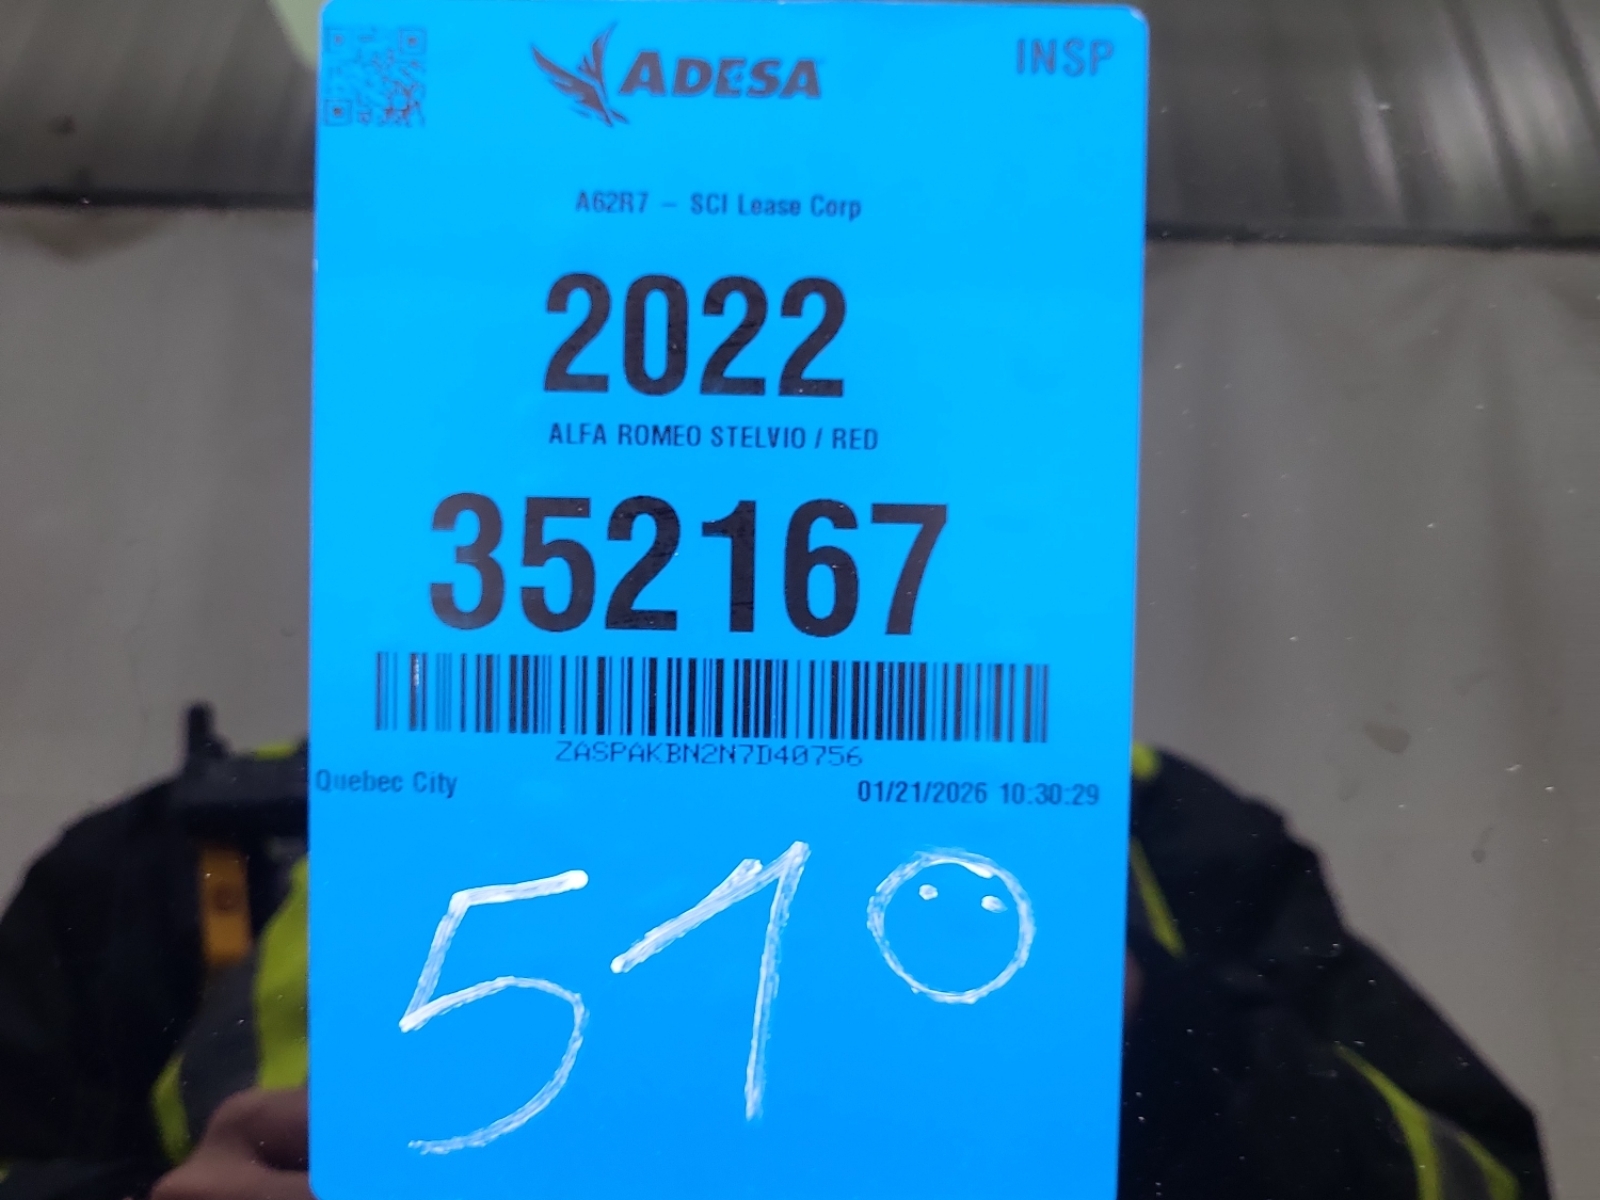 ADESA
INSP
A62R7 – SCI Lease Corp
2022
ALFA ROMEO STELVIO / RED
352167
ZASPAKBN2N7D40756
Quebec City
01/21/2026 10:30:29
510